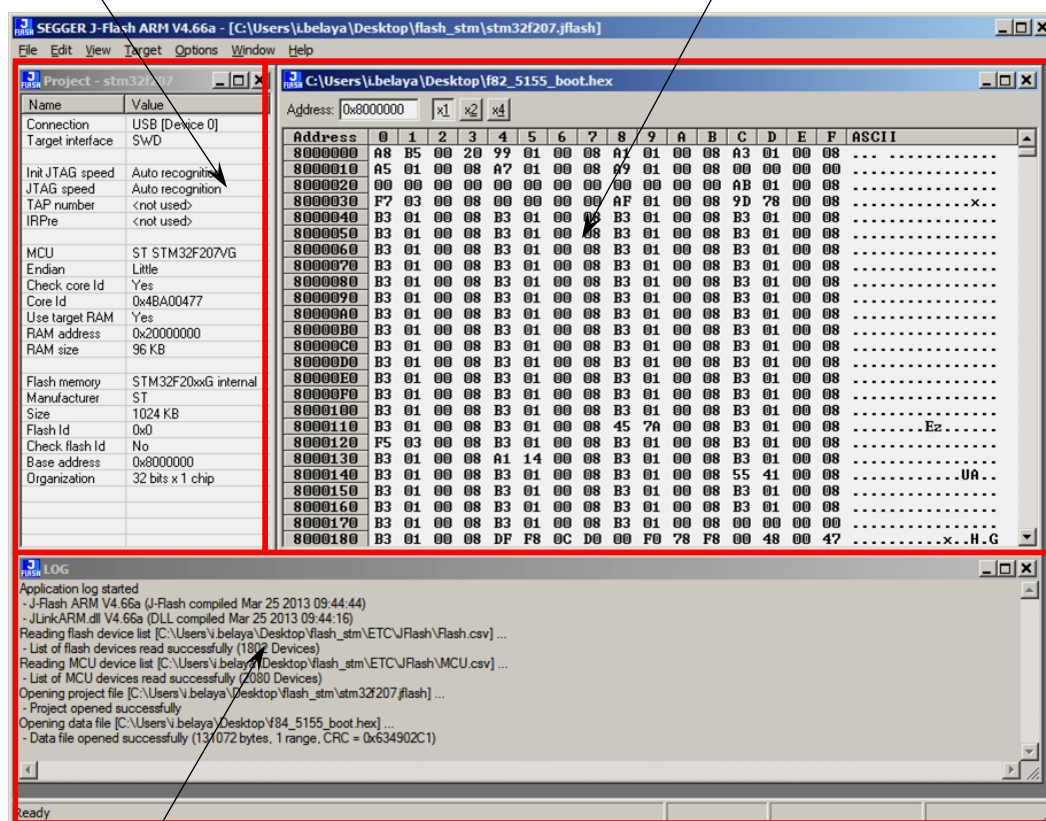 SEGGER J-Flash ARM V4.66a - [C:\Users\i.belaya\Desktop\flash_stm\stm32f207.jflash]
File Edit View Target Options Window Help
Project - stm32f207
Name Value
Connection USB [Device 0]
Target interface SWD
Init JTAG speed Auto recognition
JTAG speed Auto recognition
TAP number <not used>
IRPre <not used>
MCU ST STM32F207VG
Endian Little
Check core Id Yes
Core Id 0x4BA00477
Use target RAM Yes
RAM address 0x20000000
RAM size 96 KB
Flash memory STM32F20xxG internal
Manufacturer ST
Size 1024 KB
Flash Id 0x0
Check flash Id No
Base address 0x8000000
Organization 32 bits x 1 chip
C:\Users\i.belaya\Desktop\f82_5155_boot.hex
Address: 0x8000000 x1 x2 x4
Address 0 1 2 3 4 5 6 7 8 9 A B C D E F ASCII
8000000 A8 B5 00 20 99 01 00 08 A1 01 00 08 A3 01 00 08 ... ............
8000010 A5 01 00 08 A7 01 00 08 A9 01 00 08 00 00 00 00 ................
8000020 00 00 00 00 00 00 00 00 00 00 00 00 AB 01 00 08 ................
8000030 F7 03 00 08 00 00 00 00 AF 01 00 08 9D 78 00 08 .............x..
8000040 B3 01 00 08 B3 01 00 08 B3 01 00 08 B3 01 00 08 ................
8000050 B3 01 00 08 B3 01 00 08 B3 01 00 08 B3 01 00 08 ................
8000060 B3 01 00 08 B3 01 00 08 B3 01 00 08 B3 01 00 08 ................
8000070 B3 01 00 08 B3 01 00 08 B3 01 00 08 B3 01 00 08 ................
8000080 B3 01 00 08 B3 01 00 08 B3 01 00 08 B3 01 00 08 ................
8000090 B3 01 00 08 B3 01 00 08 B3 01 00 08 B3 01 00 08 ................
80000A0 B3 01 00 08 B3 01 00 08 B3 01 00 08 B3 01 00 08 ................
80000B0 B3 01 00 08 B3 01 00 08 B3 01 00 08 B3 01 00 08 ................
80000C0 B3 01 00 08 B3 01 00 08 B3 01 00 08 B3 01 00 08 ................
80000D0 B3 01 00 08 B3 01 00 08 B3 01 00 08 B3 01 00 08 ................
80000E0 B3 01 00 08 B3 01 00 08 B3 01 00 08 B3 01 00 08 ................
80000F0 B3 01 00 08 B3 01 00 08 B3 01 00 08 B3 01 00 08 ................
8000100 B3 01 00 08 B3 01 00 08 B3 01 00 08 B3 01 00 08 ................
8000110 B3 01 00 08 B3 01 00 08 45 7A 00 08 B3 01 00 08 ........Ez......
8000120 F5 03 00 08 B3 01 00 08 B3 01 00 08 B3 01 00 08 ................
8000130 B3 01 00 08 A1 14 00 08 B3 01 00 08 B3 01 00 08 ................
8000140 B3 01 00 08 B3 01 00 08 B3 01 00 08 55 41 00 08 ............UA..
8000150 B3 01 00 08 B3 01 00 08 B3 01 00 08 B3 01 00 08 ................
8000160 B3 01 00 08 B3 01 00 08 B3 01 00 08 B3 01 00 08 ................
8000170 B3 01 00 08 B3 01 00 08 B3 01 00 08 00 00 00 00 ................
8000180 B3 01 00 08 DF F8 0C D0 00 F0 78 F8 00 48 00 47 ..........x..H.G
LOG
Application log started
- J-Flash ARM V4.66a (J-Flash compiled Mar 25 2013 09:44:44)
- JLinkARM.dll V4.66a (DLL compiled Mar 25 2013 09:44:16)
Reading flash device list [C:\Users\i.belaya\Desktop\flash_stm\ETC\JFlash\Flash.csv] ...
- List of flash devices read successfully (1802 Devices)
Reading MCU device list [C:\Users\i.belaya\Desktop\flash_stm\ETC\JFlash\MCU.csv] ...
- List of MCU devices read successfully (2080 Devices)
Opening project file [C:\Users\i.belaya\Desktop\flash_stm\stm32f207.jflash] ...
- Project opened successfully
Opening data file [C:\Users\i.belaya\Desktop\f84_5155_boot.hex] ...
- Data file opened successfully (131072 bytes, 1 range, CRC = 0x634902C1)
Ready